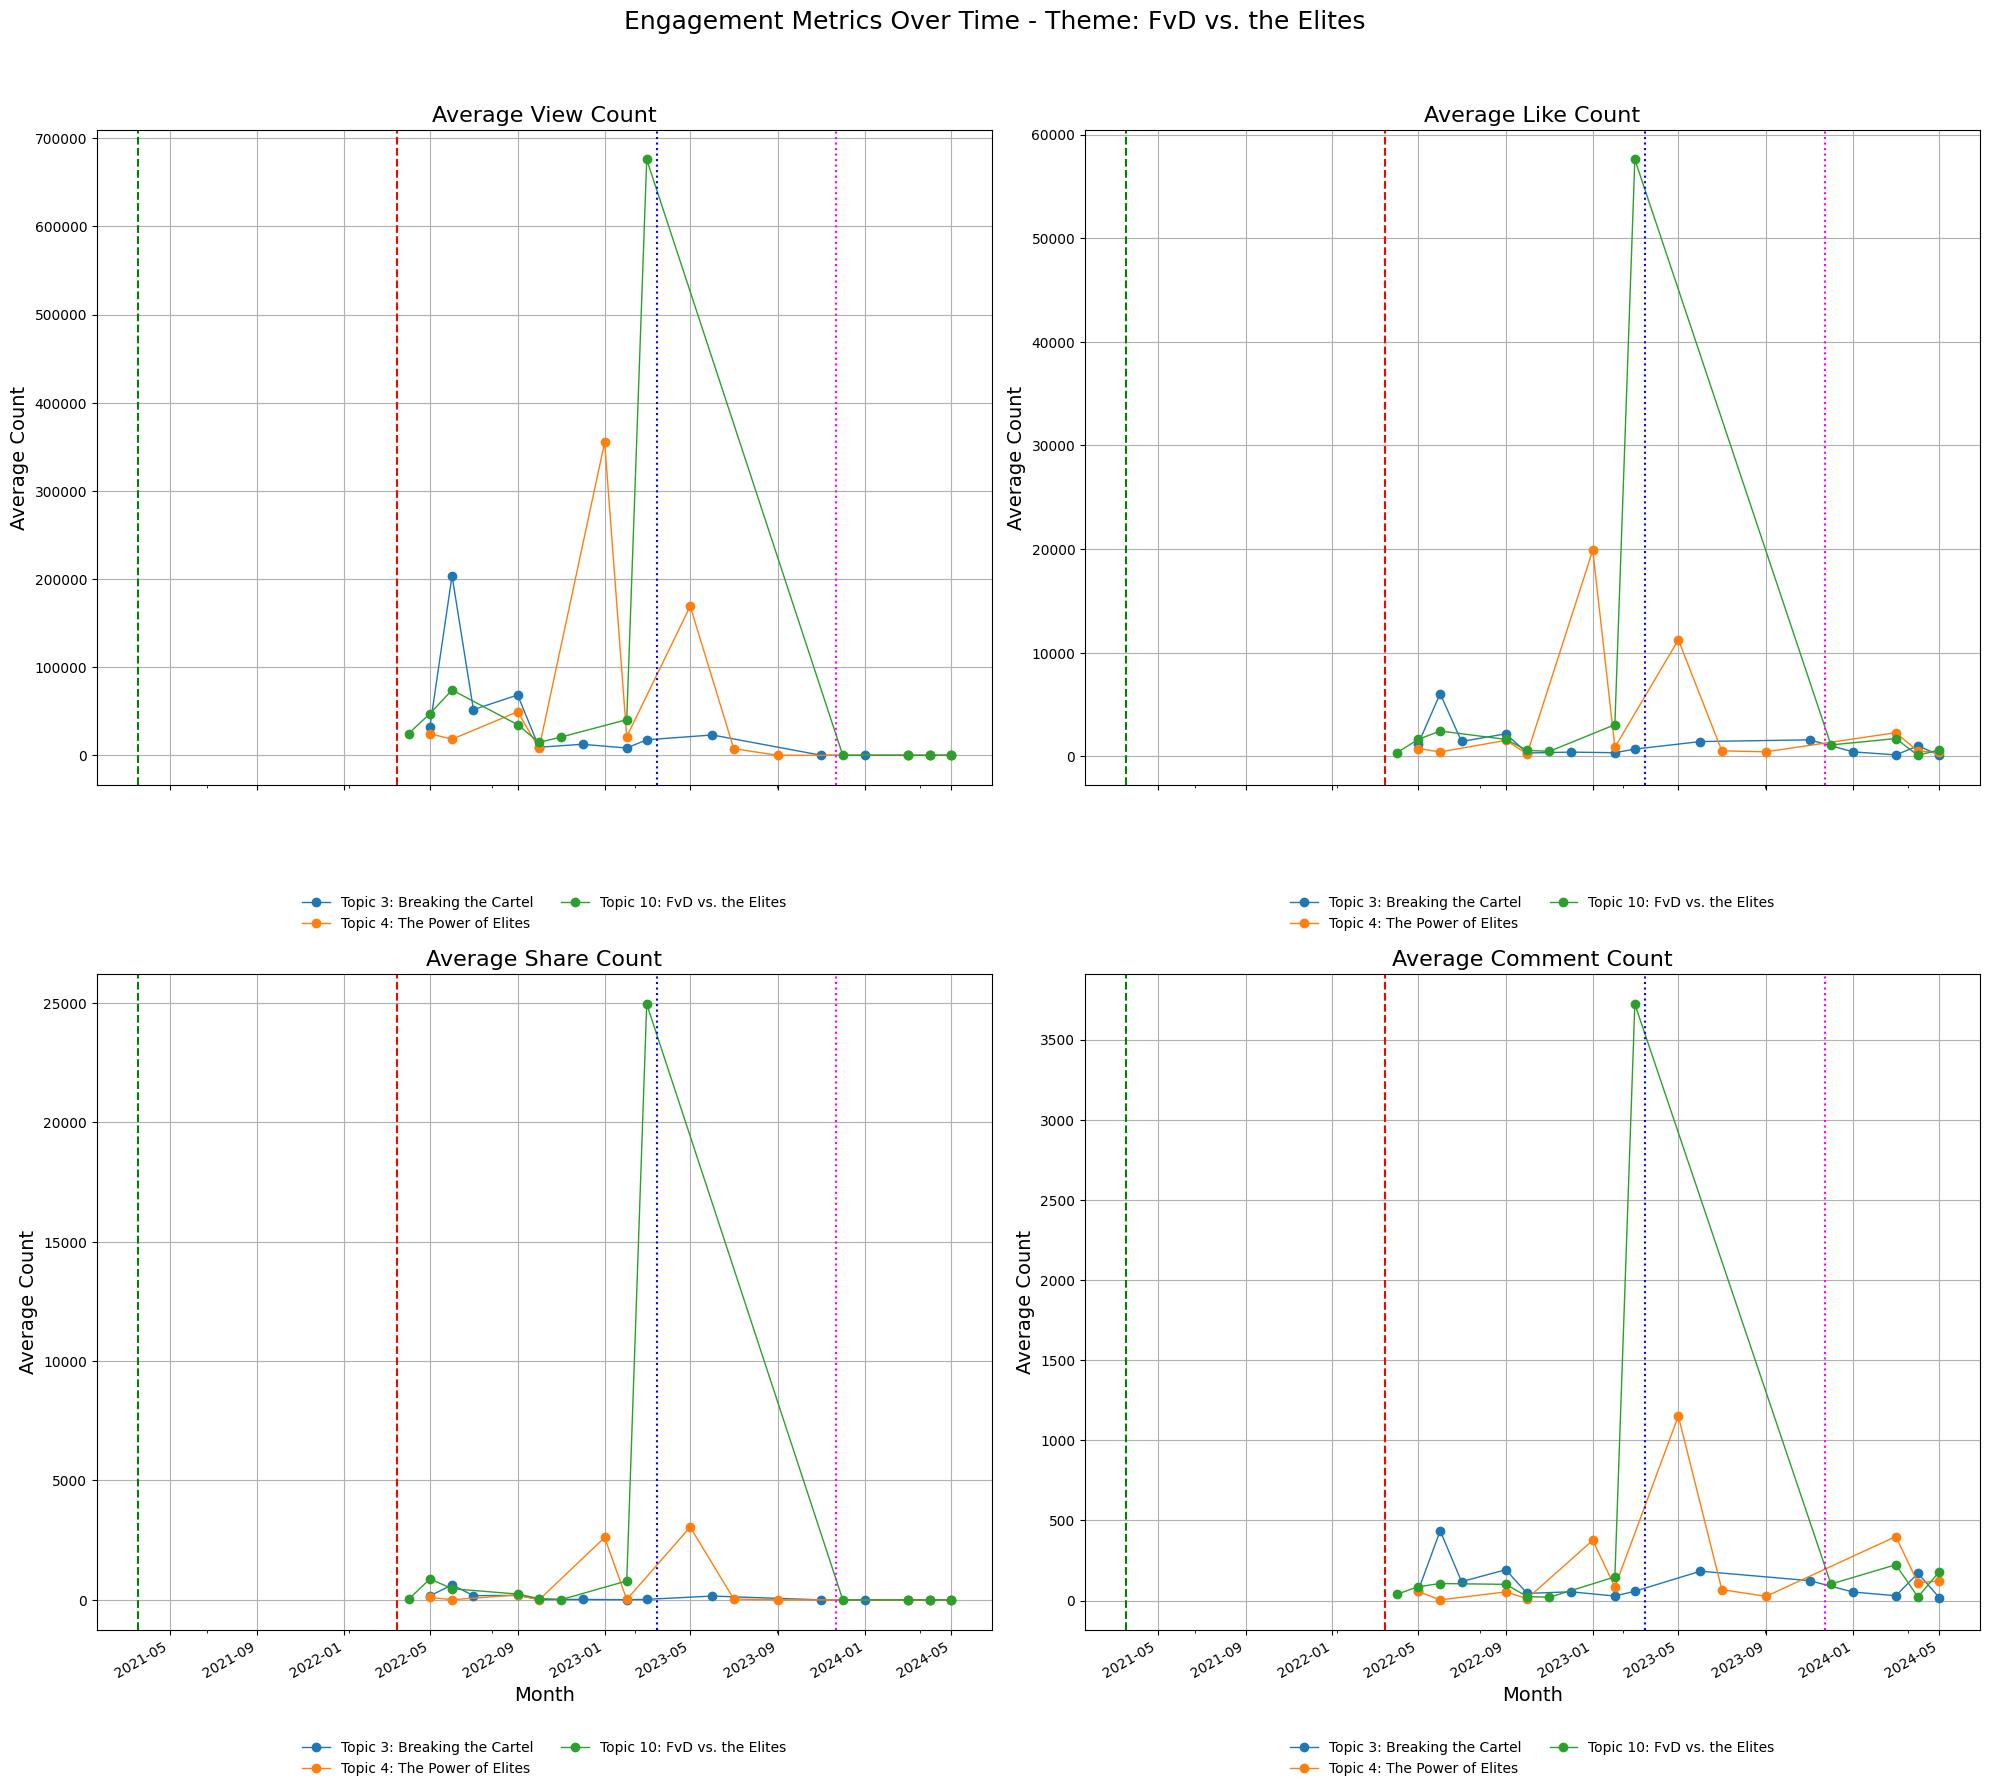 Engagement Metrics Over Time - Theme: FvD vs. the Elites
Average View Count
Average Count
700000
600000
500000
400000
300000
200000
100000
0
Topic 3: Breaking the Cartel
Topic 4: The Power of Elites
Topic 10: FvD vs. the Elites
Average Like Count
Average Count
60000
50000
40000
30000
20000
10000
0
Topic 3: Breaking the Cartel
Topic 4: The Power of Elites
Topic 10: FvD vs. the Elites
Average Share Count
Average Count
25000
20000
15000
10000
5000
0
2021-05
2021-09
2022-01
2022-05
2022-09
2023-01
2023-05
2023-09
2024-01
2024-05
Month
Topic 3: Breaking the Cartel
Topic 4: The Power of Elites
Topic 10: FvD vs. the Elites
Average Comment Count
Average Count
3500
3000
2500
2000
1500
1000
500
0
2021-05
2021-09
2022-01
2022-05
2022-09
2023-01
2023-05
2023-09
2024-01
2024-05
Month
Topic 3: Breaking the Cartel
Topic 4: The Power of Elites
Topic 10: FvD vs. the Elites